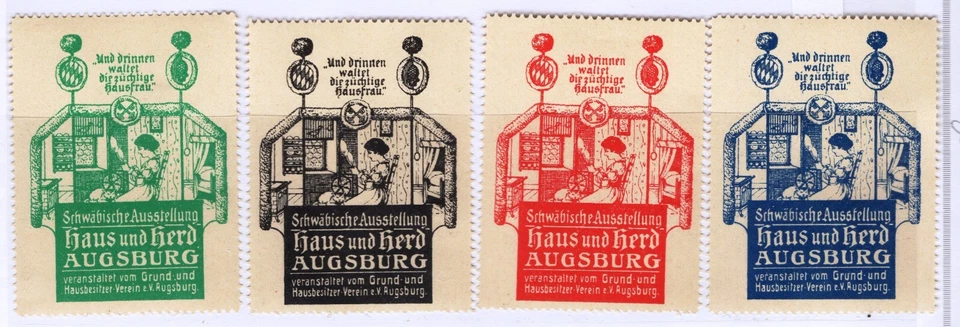 „Und drinnen
waltet
die züchtige
Hausfrau."
Schwäbische Ausstellung
Haus und Herd
AUGSBURG
veranstaltet vom Grund-und
Hausbesitzer-Verein e.V. Augsburg.
„Und drinnen
waltet
die züchtige
Hausfrau."
Schwäbische Ausstellung
Haus und Herd
AUGSBURG
veranstaltet vom Grund-und
Hausbesitzer-Verein e.V. Augsburg.
„Und drinnen
waltet
die züchtige
Hausfrau."
Schwäbische Ausstellung
Haus und Herd
AUGSBURG
veranstaltet vom Grund-und
Hausbesitzer-Verein e.V. Augsburg.
„Und drinnen
waltet
die züchtige
Hausfrau."
Schwäbische Ausstellung
Haus und Herd
AUGSBURG
veranstaltet vom Grund-und
Hausbesitzer-Verein e.V. Augsburg.